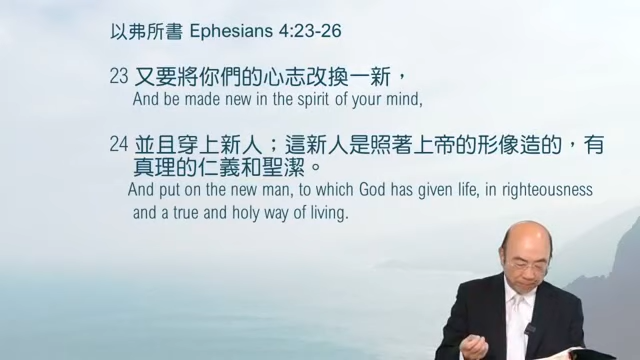 以弗所書 Ephesians 4:23-26
23 又要將你們的心志改換一新，
And be made new in the spirit of your mind,
24 並且穿上新人；這新人是照著上帝的形像造的，有
真理的仁義和聖潔。
And put on the new man, to which God has given life, in righteousness
and a true and holy way of living.